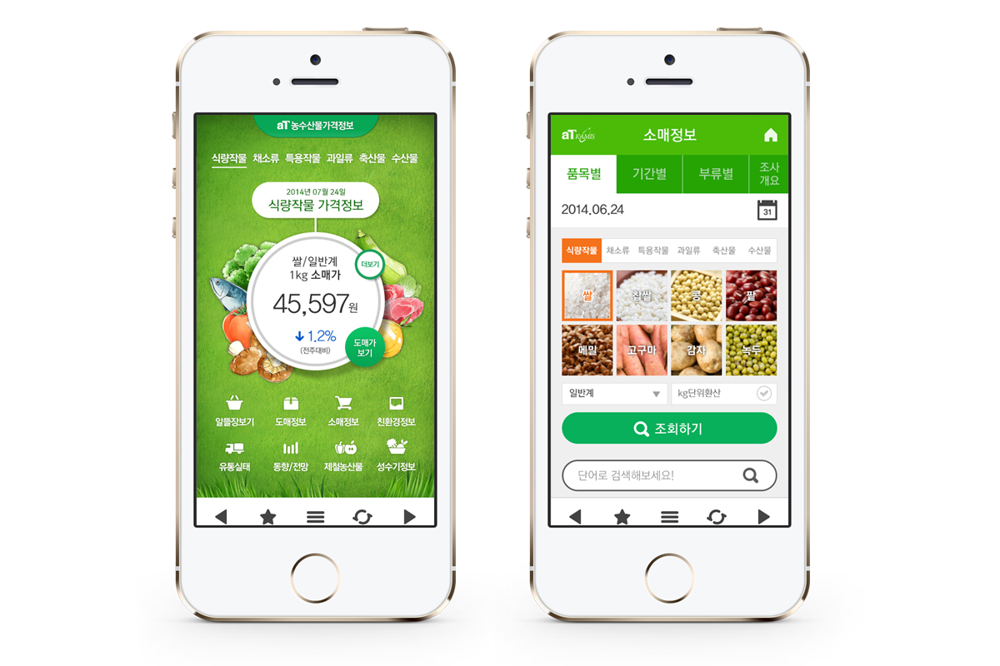 aT 농수산물가격정보
식량작물 채소류 특용작물 과일류 축산물 수산물
2014년 07월 24일
식량작물 가격정보
쌀/일반계
1kg 소매가
더보기
45,597원
1.2%
(전주대비)
도매가
보기
알뜰장보기 도매정보 소매정보 친환경정보
유통실태 동향/전망 제철농산물 성수기정보
aT KAMIS 소매정보
품목별 기간별 부류별 조사
개요
2014.06.24 31
식량작물 채소류 특용작물 과일류 축산물 수산물
쌀 찹쌀 콩 팥
메밀 고구마 감자 녹두
일반계 kg단위환산
조회하기
단어로 검색해보세요!